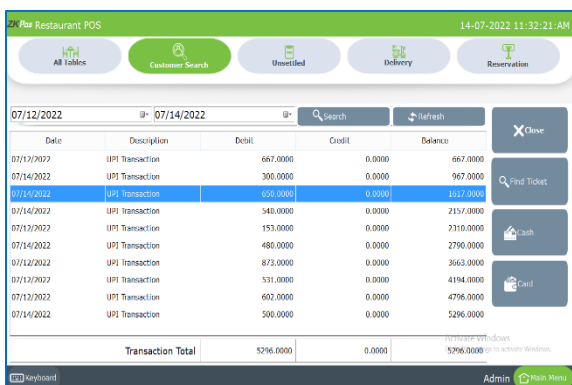 ZKPos Restaurant POS 14-07-2022 11:32:21:AM
All Tables Customer Search Unsettled Delivery Reservation
07/12/2022 07/14/2022 Search Refresh
Close
Date Description Debit Credit Balance
07/12/2022 UPI Transaction 667.0000 0.0000 667.0000
07/14/2022 UPI Transaction 300.0000 0.0000 967.0000
Find Ticket
07/14/2022 UPI Transaction 650.0000 0.0000 1617.0000
07/14/2022 UPI Transaction 540.0000 0.0000 2157.0000
07/12/2022 UPI Transaction 153.0000 0.0000 2310.0000
Cash
07/14/2022 UPI Transaction 480.0000 0.0000 2790.0000
07/12/2022 UPI Transaction 873.0000 0.0000 3663.0000
07/12/2022 UPI Transaction 531.0000 0.0000 4194.0000
Card
07/12/2022 UPI Transaction 602.0000 0.0000 4796.0000
07/14/2022 UPI Transaction 500.0000 0.0000 5296.0000
Activate Windows
Transaction Total 5296.0000 0.0000 5296.0000
to activate Windows.
Keyboard Admin Main Menu